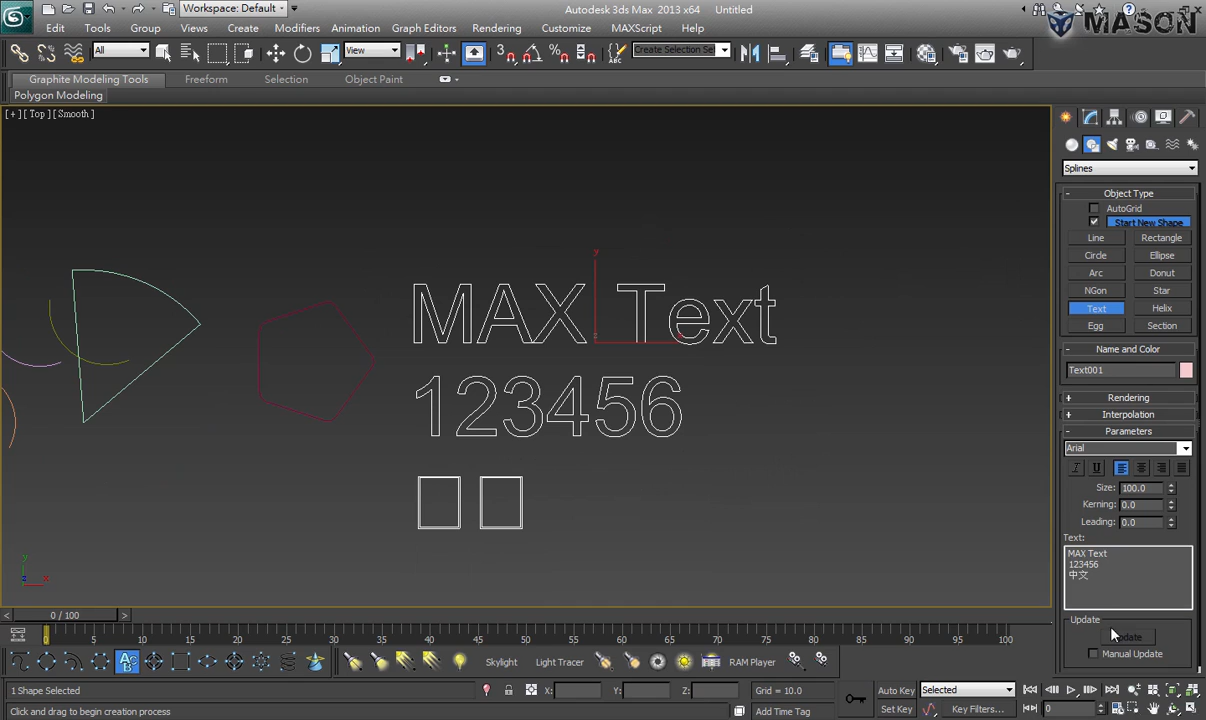 Workspace: Default
Autodesk 3ds Max 2013 x64 Untitled
MASON
Edit Tools Group Views Create Modifiers Animation Graph Editors Rendering Customize MAXScript Help
All View Create Selection Se
Graphite Modeling Tools Freeform Selection Object Paint
Polygon Modeling
[+] [ Top ] [ Smooth ]
Splines
Object Type
AutoGrid
Start New Shape
Line Rectangle
Circle Ellipse
Arc Donut
NGon Star
Text Helix
Egg Section
Name and Color
Text001
Rendering
Interpolation
Parameters
Arial
I U
Size: 100.0
Kerning: 0.0
Leading: 0.0
Text:
MAX Text
123456
中文
Update
Update
Manual Update
y
MAX Text
123456
y
x
0 / 100
0 5 10 15 20 25 30 35 40 45 50 55 60 65 70 75 80 85 90 95 100
Skylight Light Tracer RAM Player
1 Shape Selected X: Y: Z: Grid = 10.0 Auto Key Selected
Click and drag to begin creation process Add Time Tag Set Key Key Filters... 0